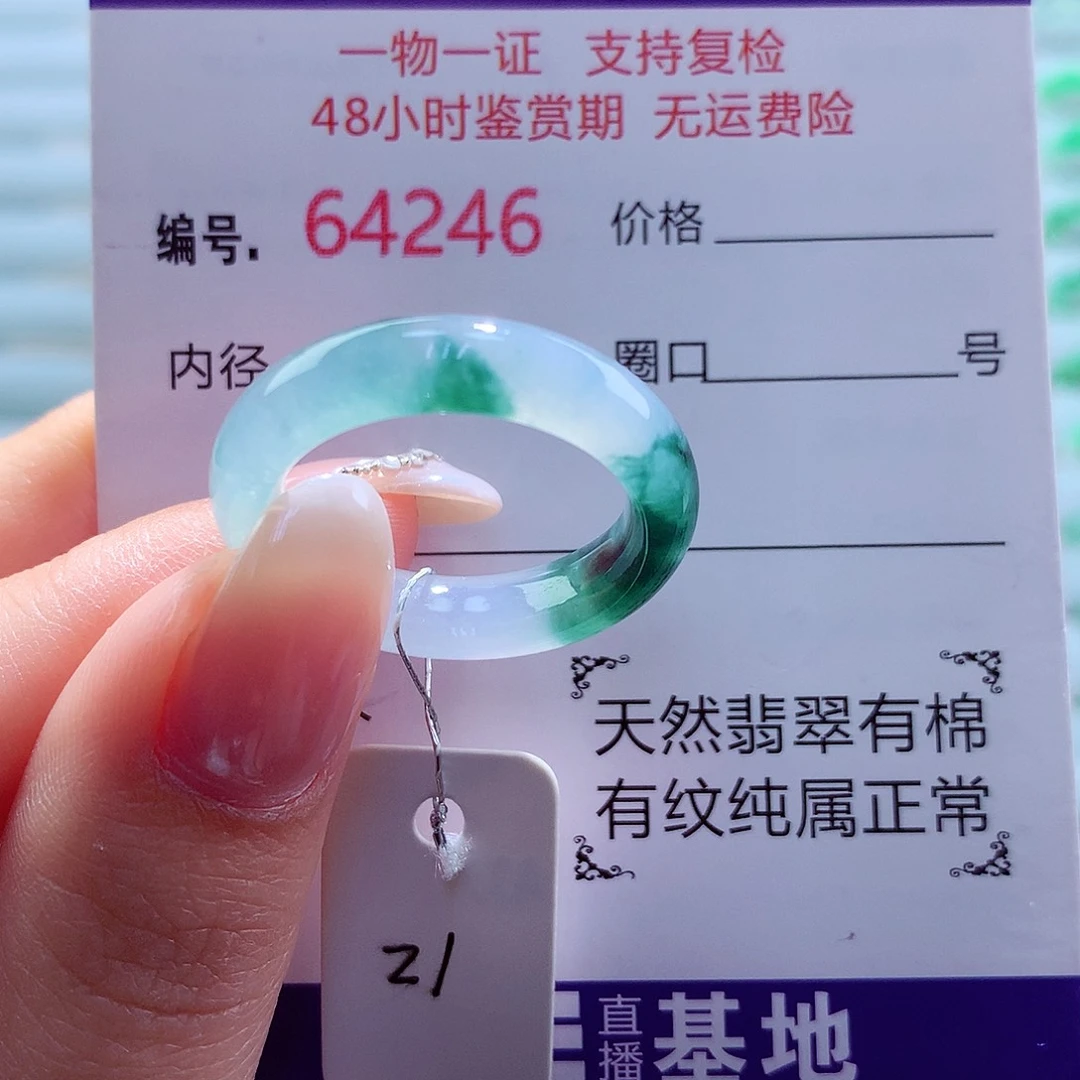 一物一证 支持复检
48小时鉴赏期 无运费险
编号. 64246 价格
内径 圈口 号
天然翡翠有棉
有纹纯属正常
21
直播基地